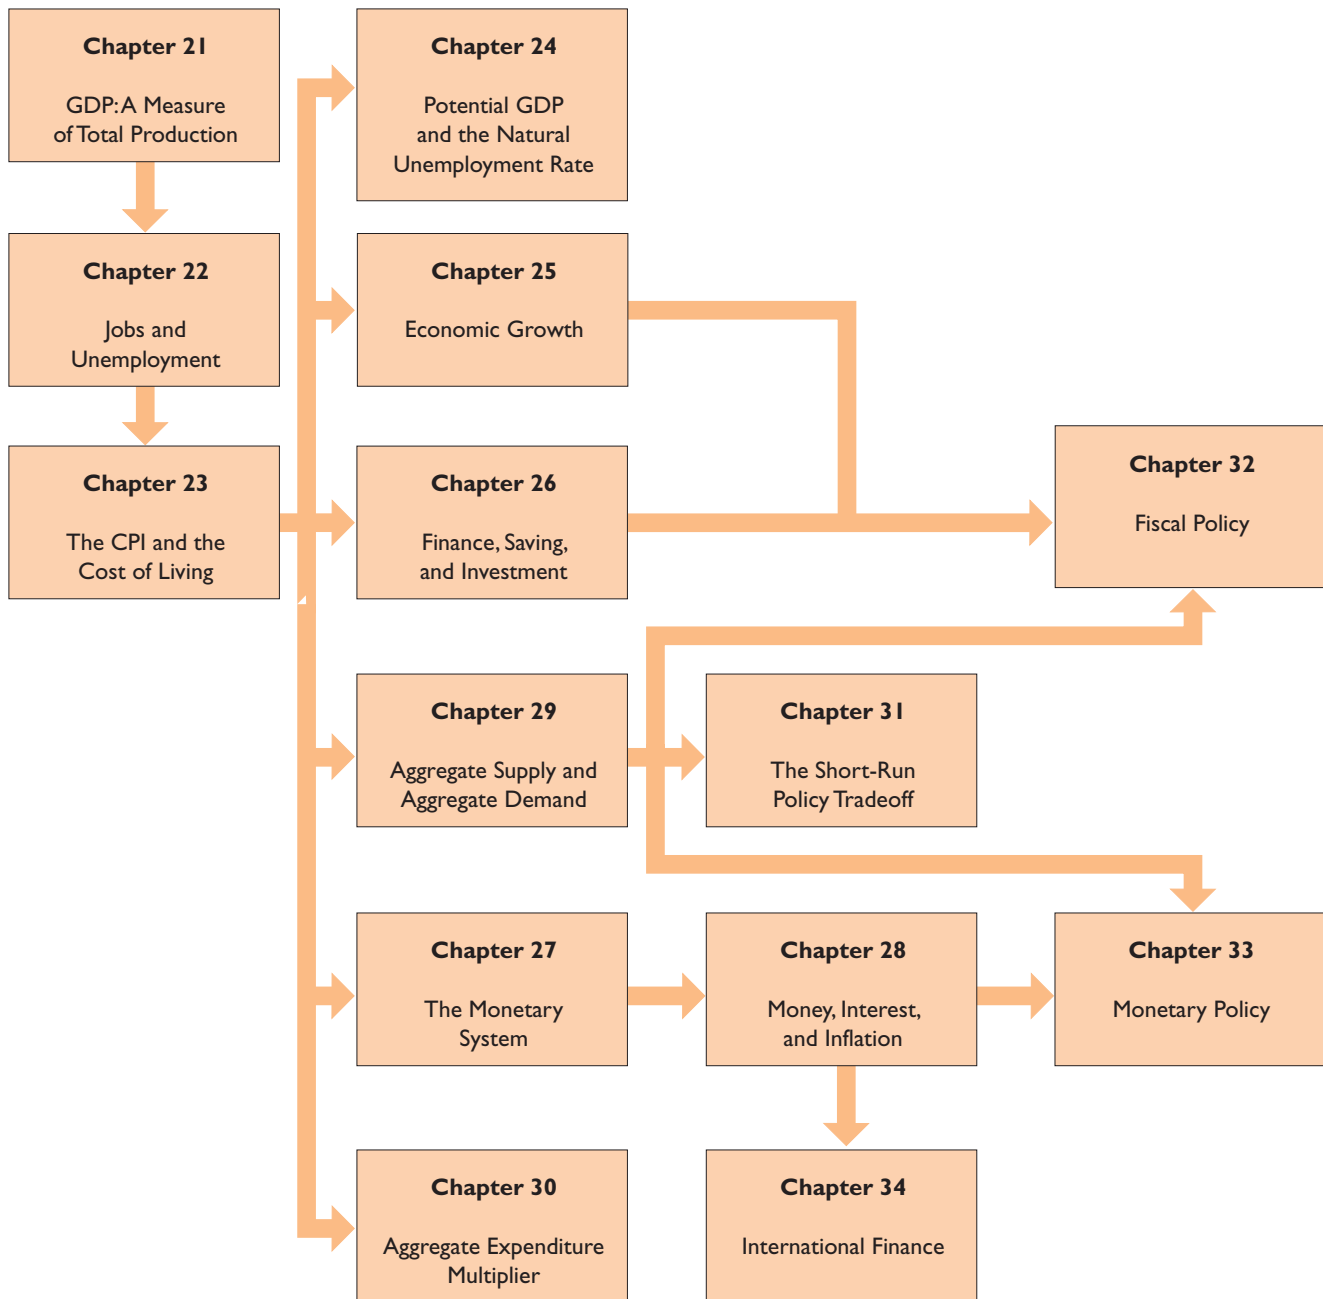 Chapter 21
GDP: A Measure
of Total Production
Chapter 22
Jobs and
Unemployment
Chapter 23
The CPI and the
Cost of Living
Chapter 24
Potential GDP
and the Natural
Unemployment Rate
Chapter 25
Economic Growth
Chapter 26
Finance, Saving,
and Investment
Chapter 29
Aggregate Supply and
Aggregate Demand
Chapter 27
The Monetary
System
Chapter 30
Aggregate Expenditure
Multiplier
Chapter 31
The Short-Run
Policy Tradeoff
Chapter 28
Money, Interest,
and Inflation
Chapter 34
International Finance
Chapter 32
Fiscal Policy
Chapter 33
Monetary Policy